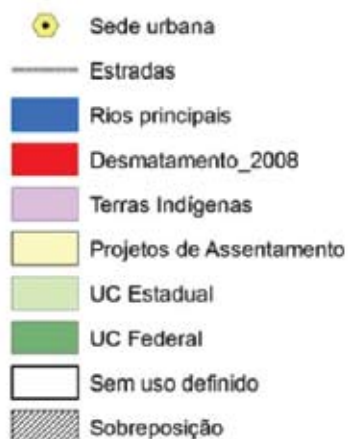 Sede urbana
Estradas
Rios principais
Desmatamento_2008
Terras Indígenas
Projetos de Assentamento
UC Estadual
UC Federal
Sem uso definido
Sobreposição